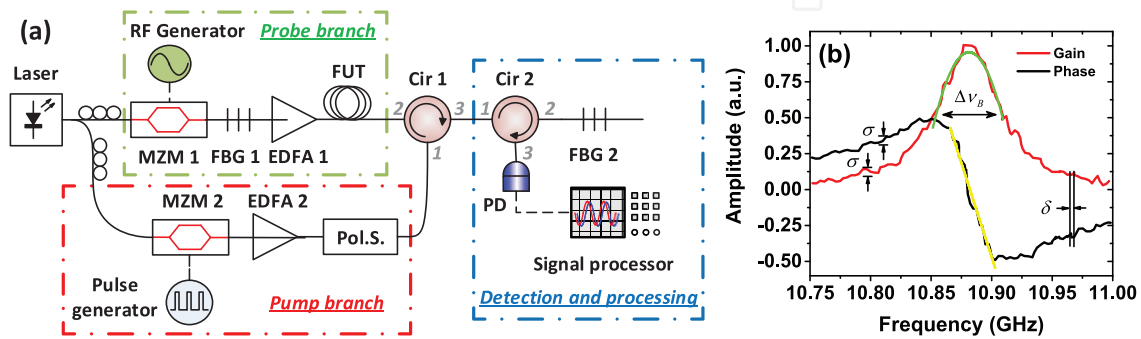 (a)
RF Generator
Probe branch
Laser
FUT
Cir 1
Cir 2
2
3
1
2
1
3
MZM 1
FBG 1
EDFA 1
FBG 2
PD
MZM 2
EDFA 2
Pol.S.
Signal processor
Pulse
generator
Pump branch
Detection and processing
(b)
Gain
Phase
Δν_B
σ
σ
δ
1.00
0.75
0.50
0.25
0.00
-0.25
-0.50
Amplitude (a.u.)
10.75
10.80
10.85
10.90
10.95
11.00
Frequency (GHz)